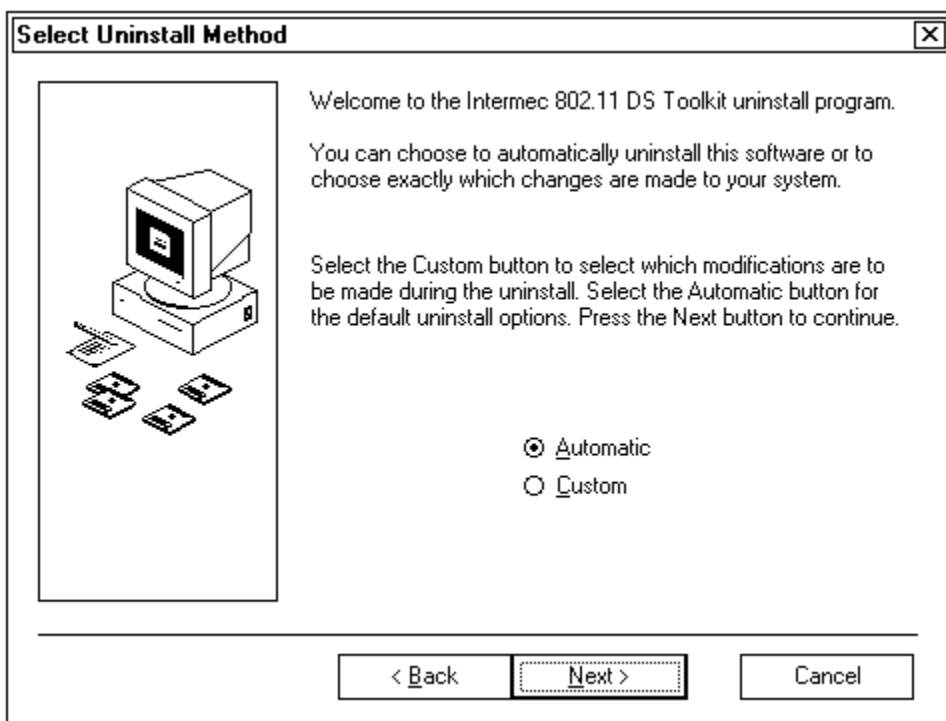 Select Uninstall Method
Welcome to the Intermec 802.11 DS Toolkit uninstall program.
You can choose to automatically uninstall this software or to
choose exactly which changes are made to your system.
Select the Custom button to select which modifications are to
be made during the uninstall. Select the Automatic button for
the default uninstall options. Press the Next button to continue.
Automatic
Custom
< Back Next > Cancel